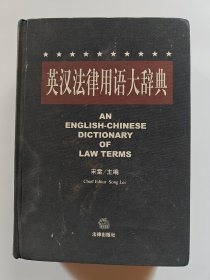 英汉法律用语大辞典
AN
ENGLISH-CHINESE
DICTIONARY
OF
LAW TERMS
宋雷/主编
Chief Editor Song Lei
法律出版社